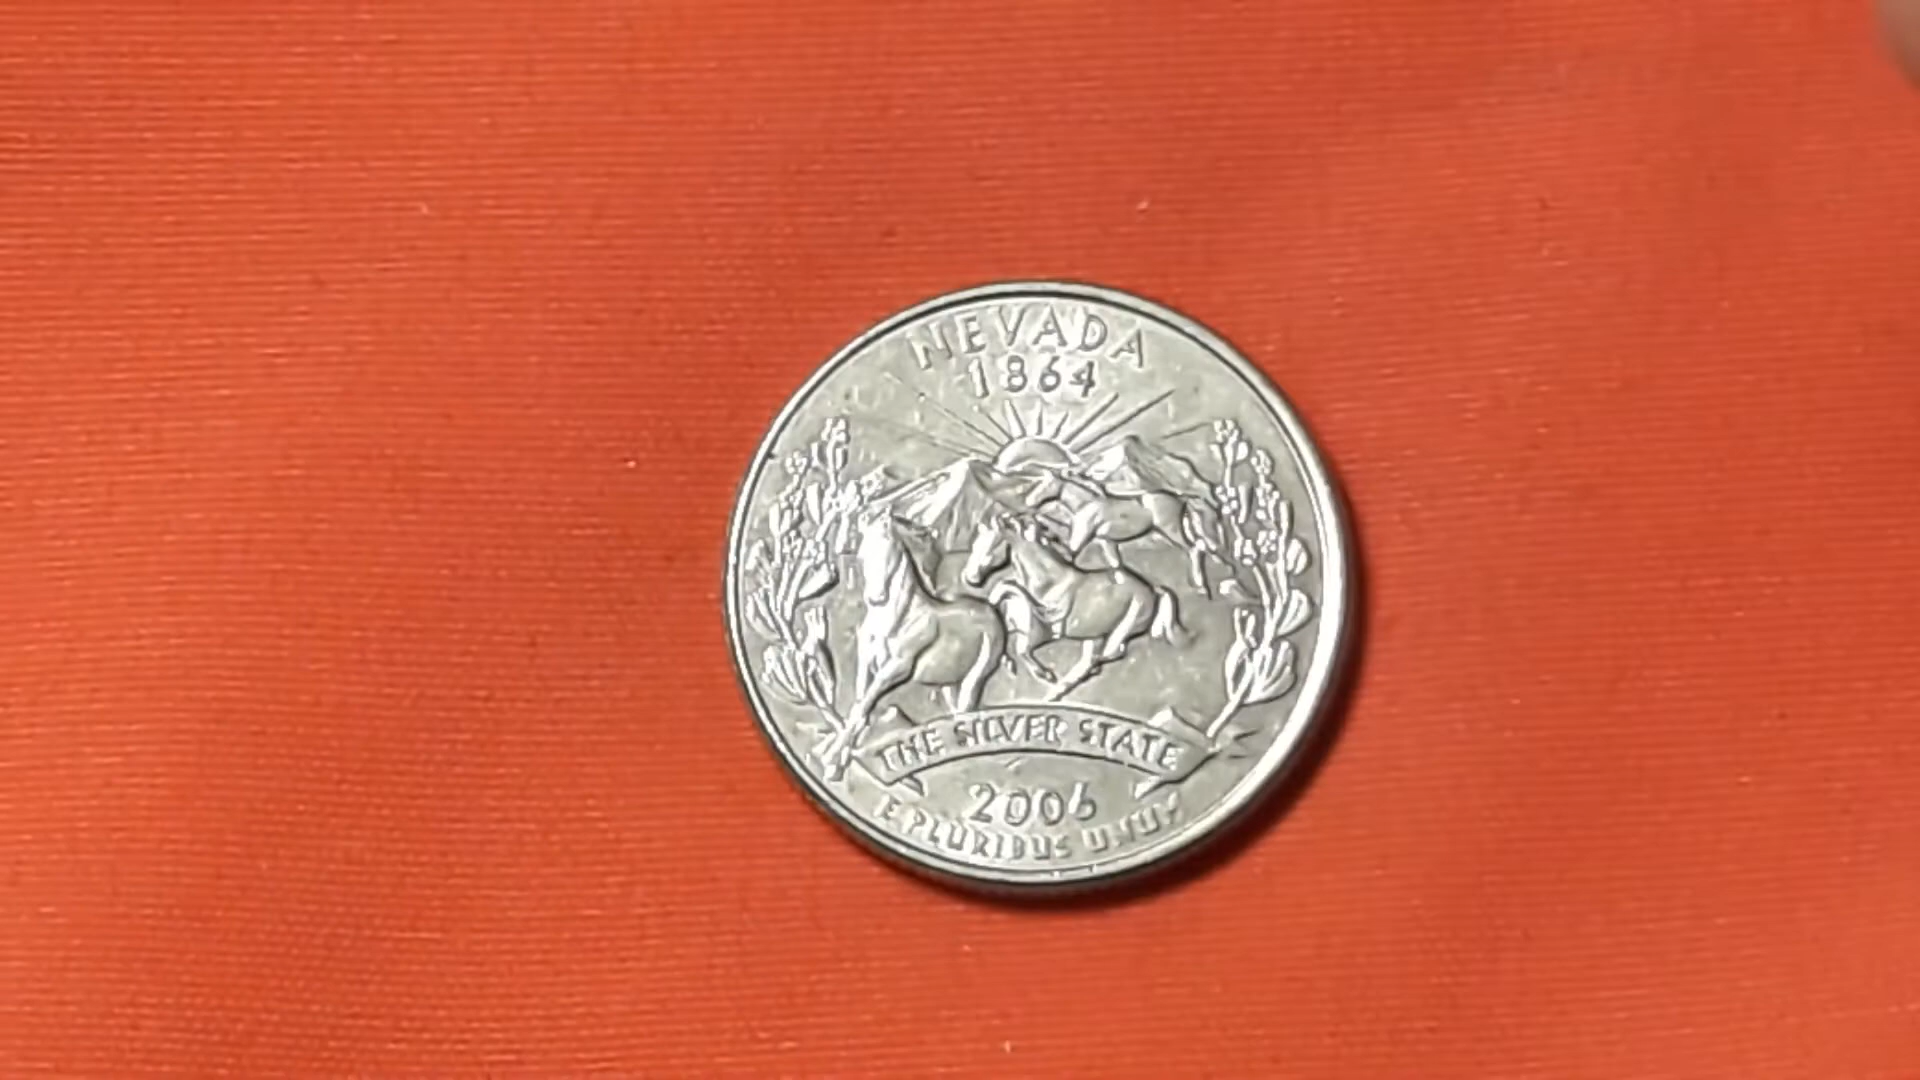 NEVADA
1864
THE SILVER STATE
2006
E PLURIBUS UNUM